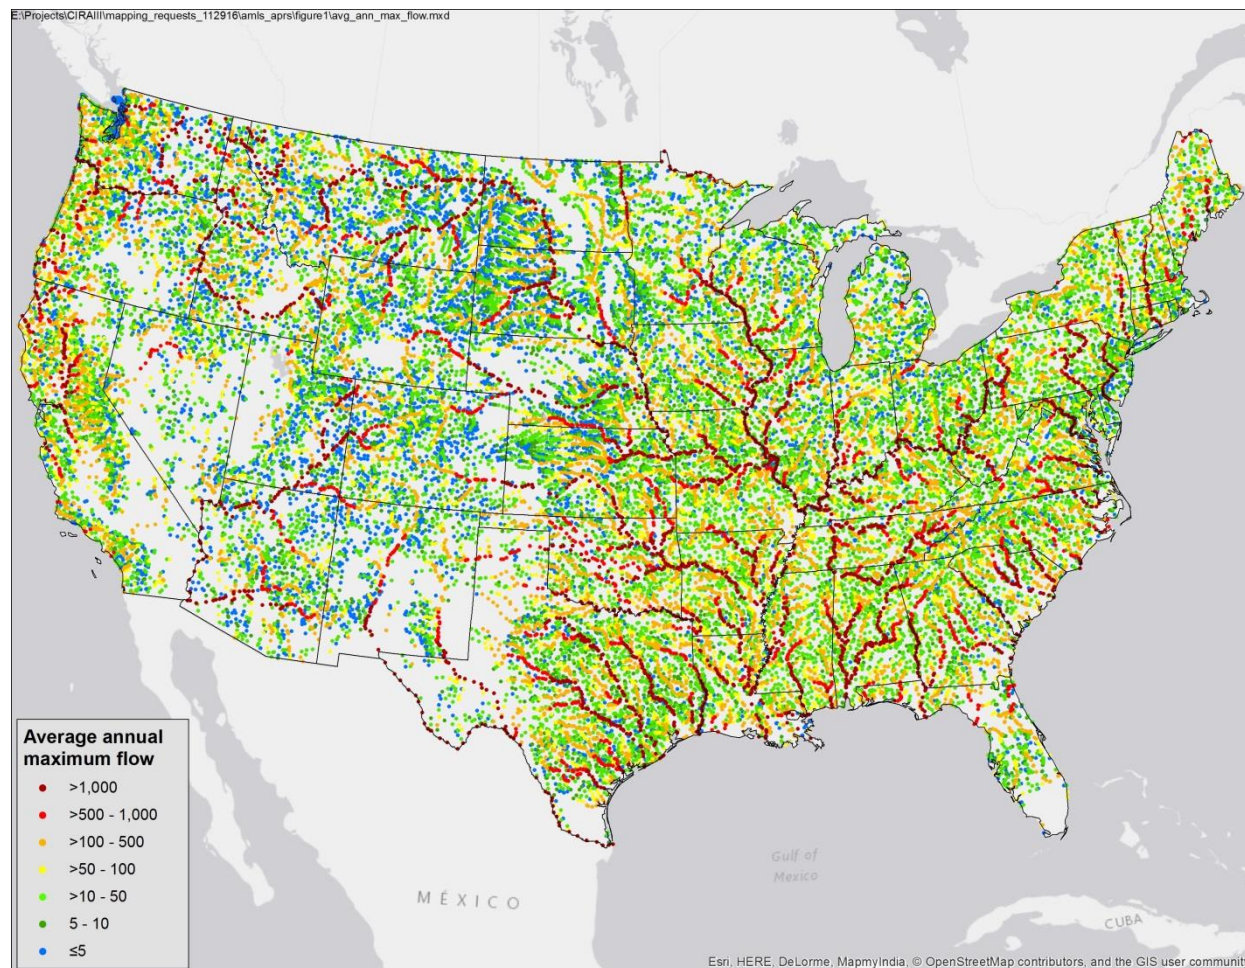 E:\Projects\CIRAIII\mapping_requests_112916\amls_aprs\figure1\avg_ann_max_flow.mxd
Average annual
maximum flow
>1,000
>500 - 1,000
>100 - 500
>50 - 100
>10 - 50
5 - 10
≤5
Gulf of
Mexico
MÉXICO
CUBA
Esri, HERE, DeLorme, MapmyIndia, © OpenStreetMap contributors, and the GIS user community